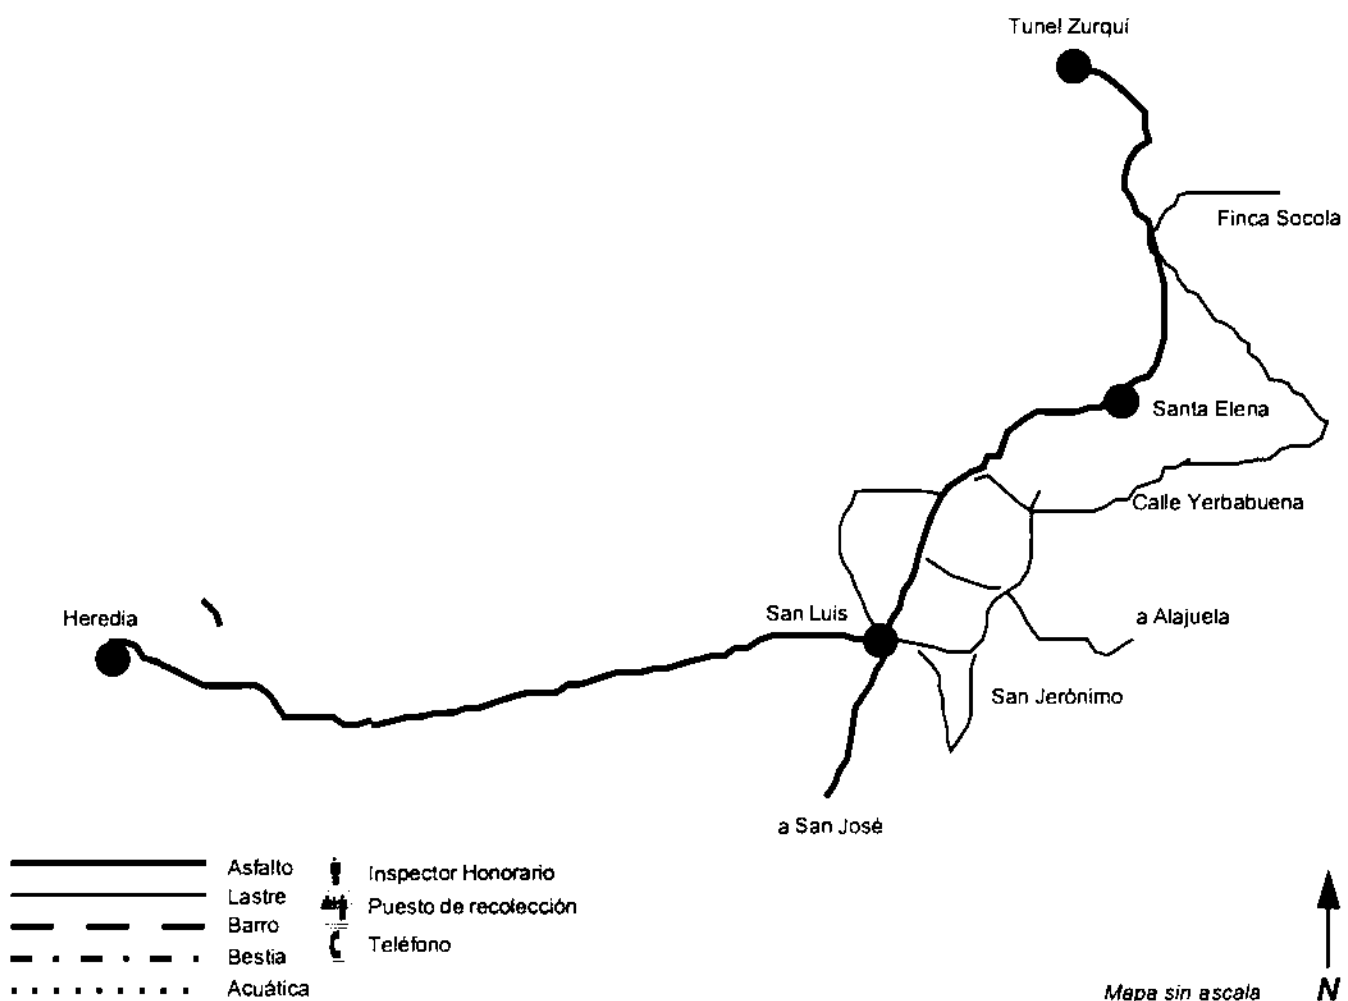 Tunel Zurquí
Finca Socola
Santa Elena
Calle Yerbabuena
Heredia
San Luis
a Alajuela
San Jerónimo
a San José
Asfalto
Lastre
Barro
Bestia
Acuática
Inspector Honorario
Puesto de recolección
Teléfono
Mapa sin ascala
N